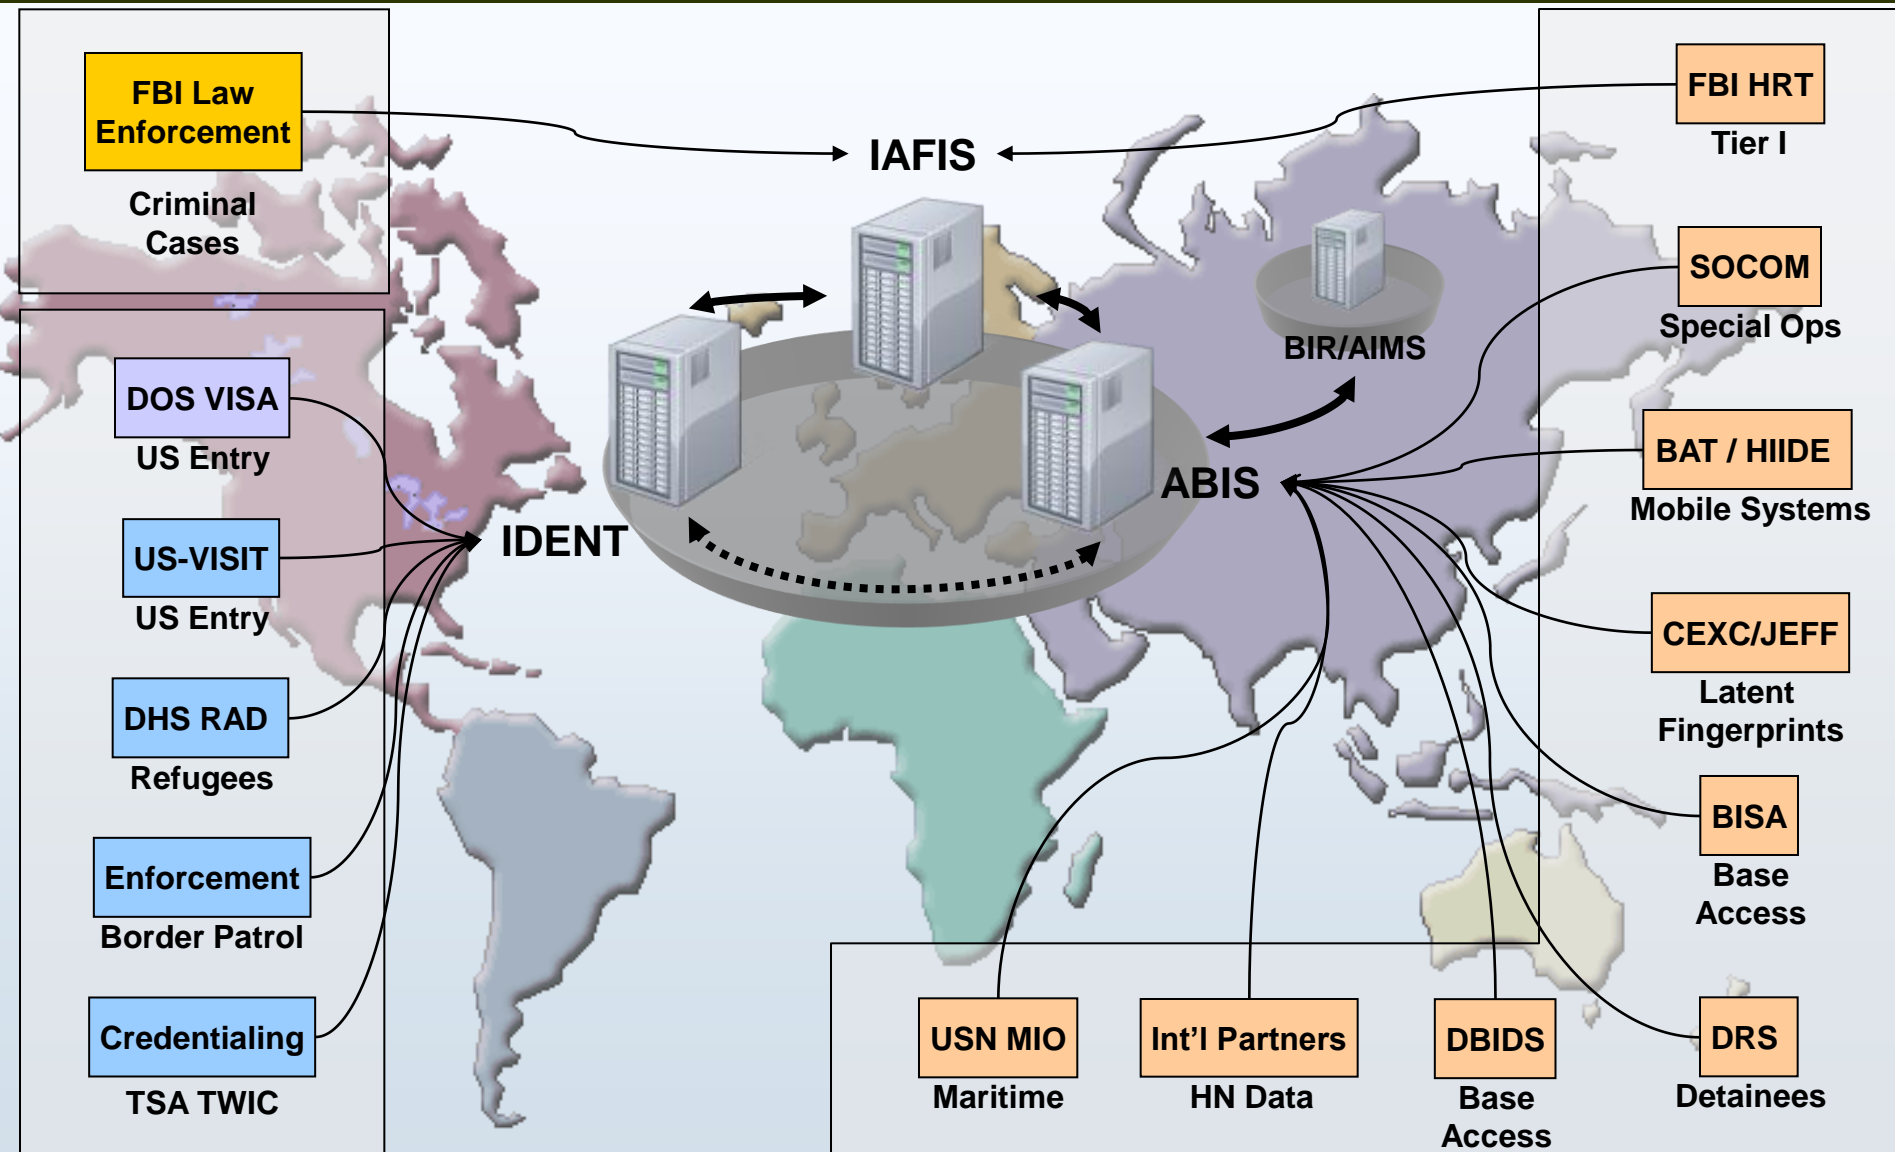 FBI Law
Enforcement
Criminal
Cases
DOS VISA
US Entry
US-VISIT
US Entry
DHS RAD
Refugees
Enforcement
Border Patrol
Credentialing
TSA TWIC
IAFIS
IDENT
ABIS
BIR/AIMS
FBI HRT
Tier I
SOCOM
Special Ops
BAT / HIIDE
Mobile Systems
CEXC/JEFF
Latent
Fingerprints
BISA
Base
Access
USN MIO
Maritime
Int’l Partners
HN Data
DBIDS
Base
Access
DRS
Detainees